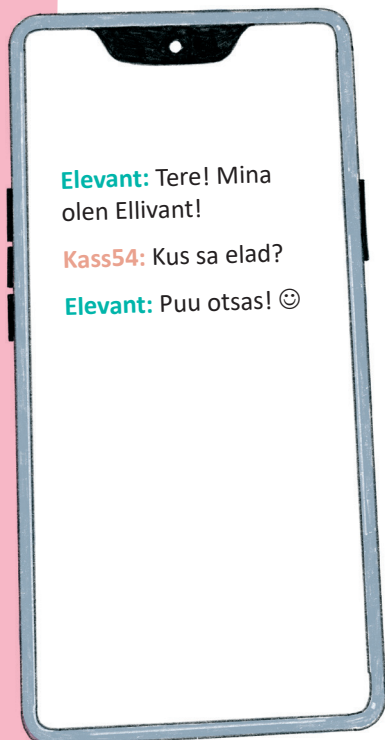 Elevant: Tere! Mina
olen Ellivant!
Kass54: Kus sa elad?
Elevant: Puu otsas! ☺